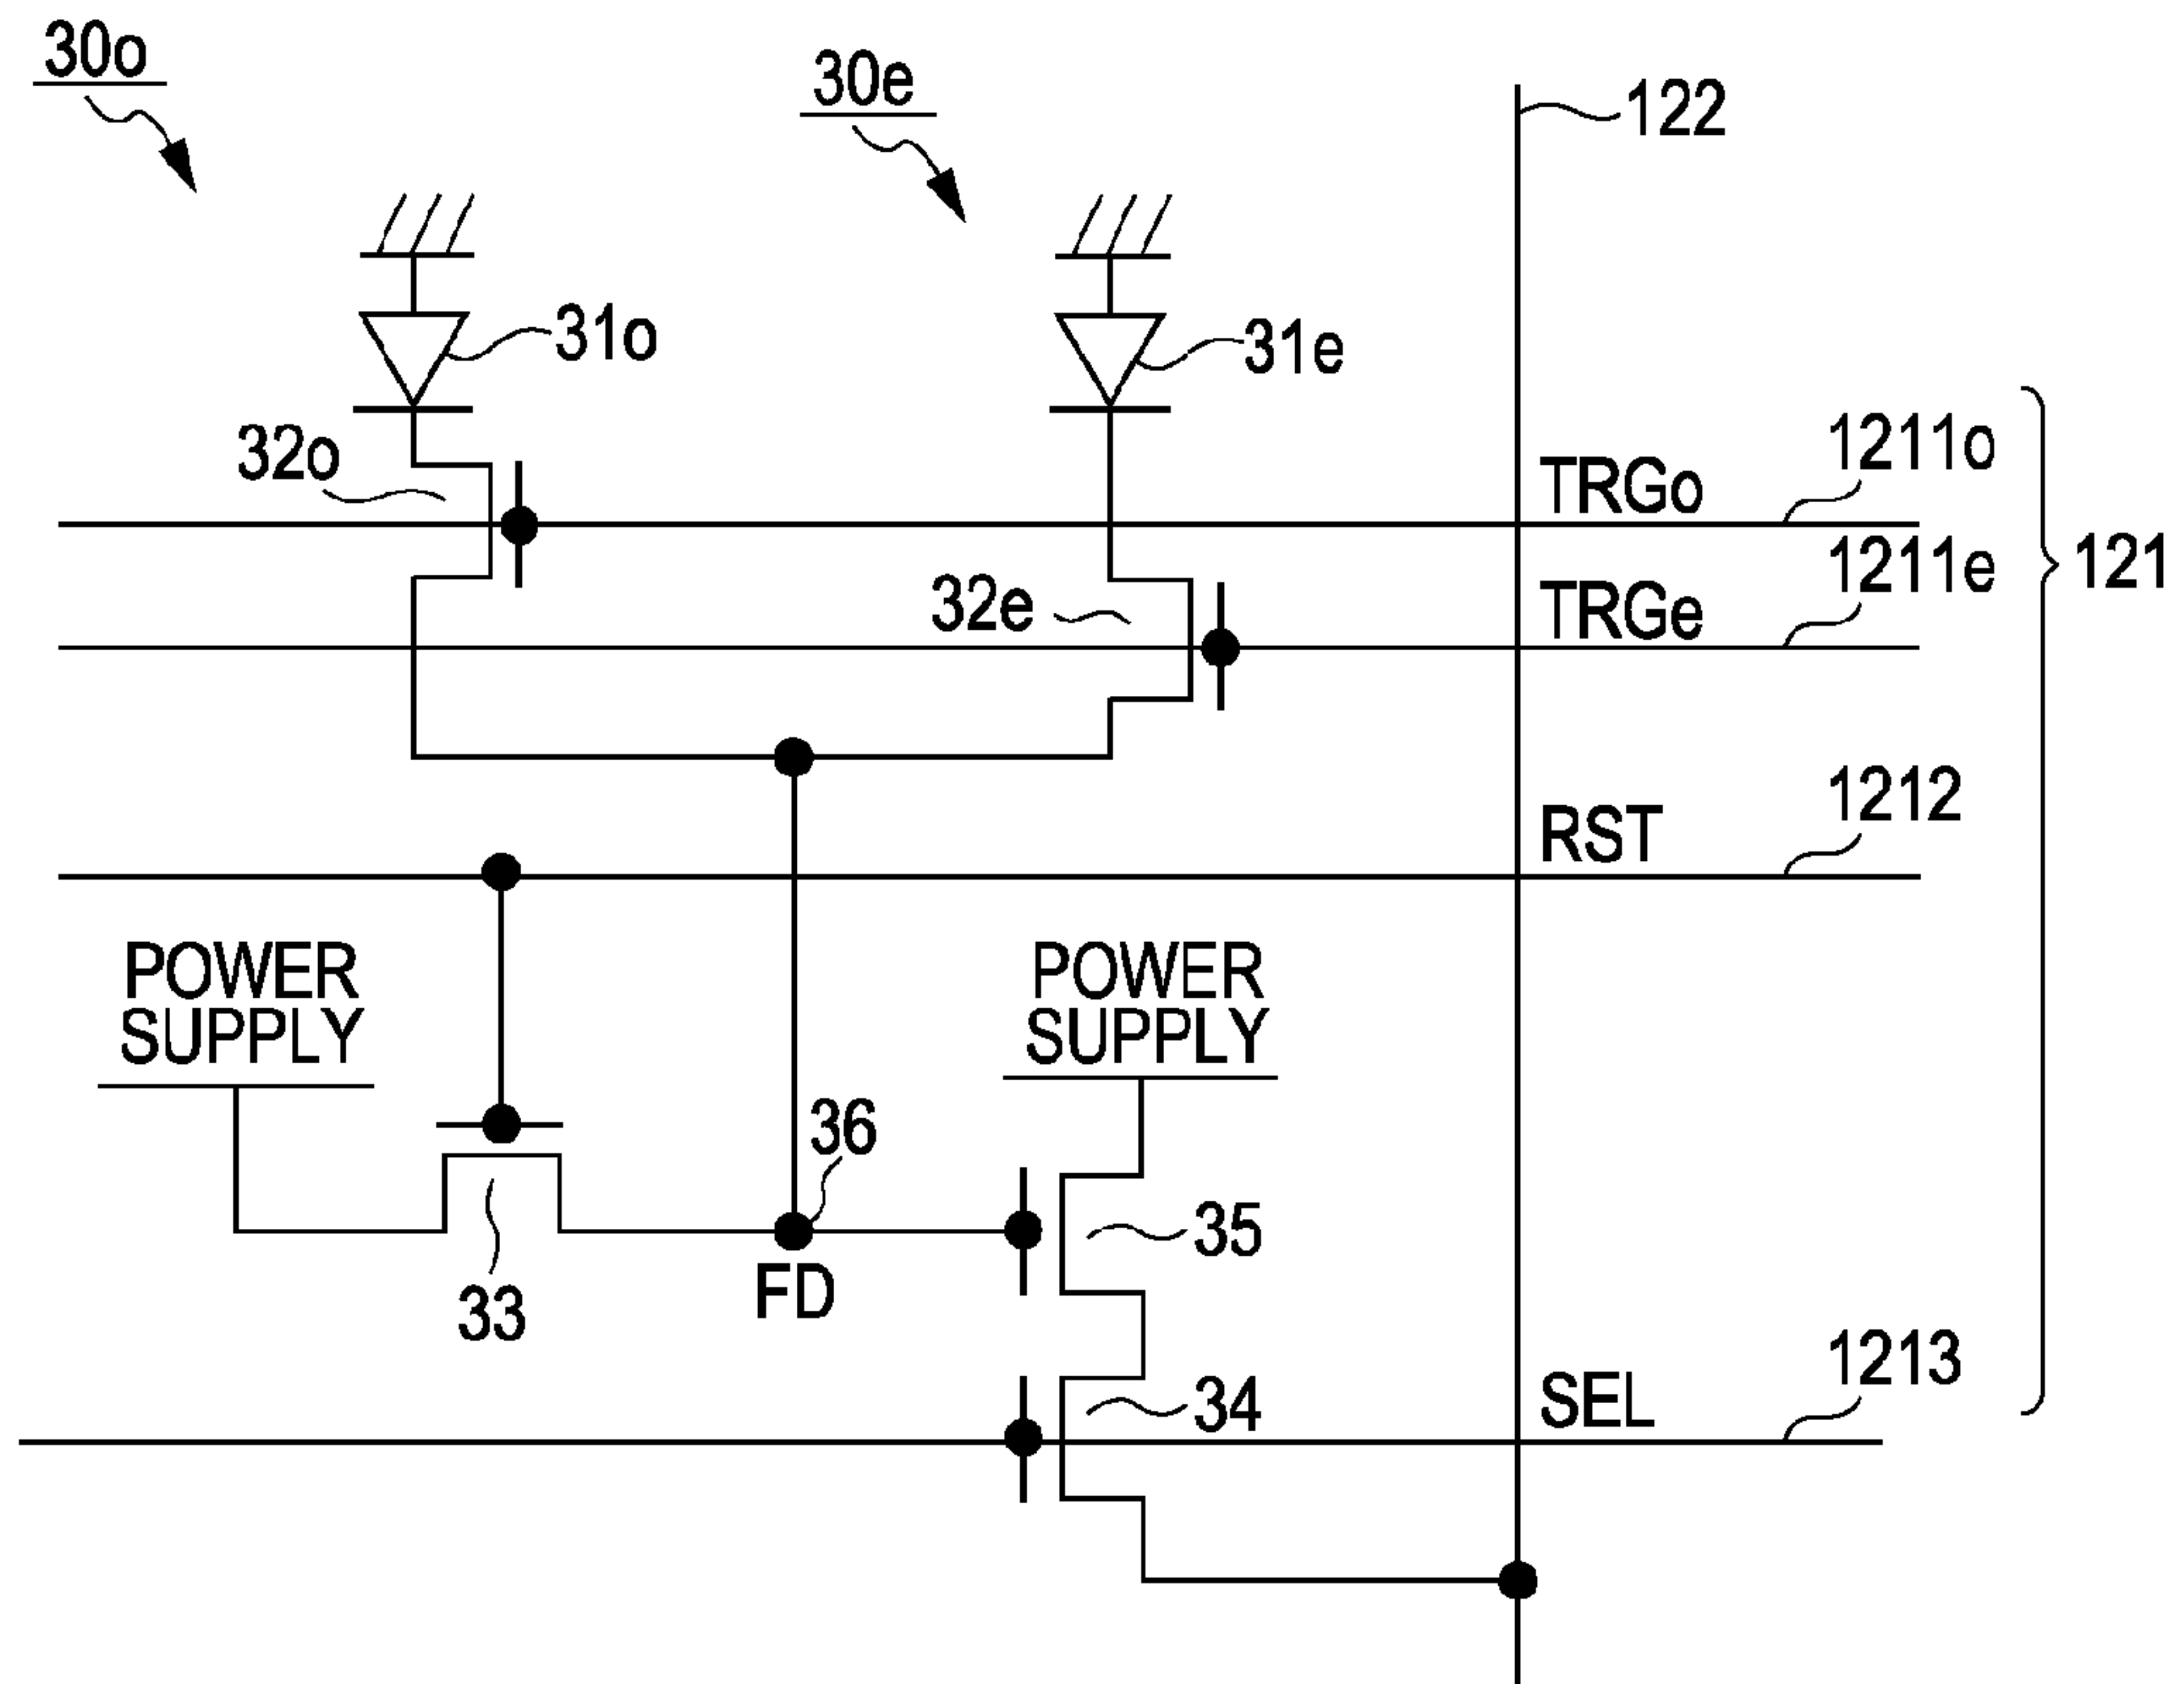 30o
30e
122
31o
31e
32o
TRGo
1211o
1211e
121
32e
TRGe
1212
RST
POWER
SUPPLY
POWER
SUPPLY
36
35
33
FD
1213
34
SEL